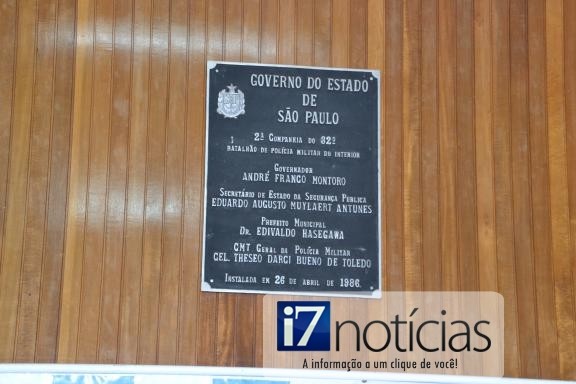 GOVERNO DO ESTADO
DE
SÃO PAULO
2ª COMPANHIA DO 32º
BATALHÃO DE POLÍCIA MILITAR DO INTERIOR
GOVERNADOR
ANDRÉ FRANCO MONTORO
SECRETÁRIO DE ESTADO DA SEGURANÇA PÚBLICA
EDUARDO AUGUSTO MUYLAERT ANTUNES
PREFEITO MUNICIPAL
DR. EDIVALDO HASEGAWA
CMT GERAL DA POLÍCIA MILITAR
CEL. THESEO DARCI BUENO DE TOLEDO
INSTALADA EM 26 DE ABRIL DE 1986.
i7 notícias
A informação a um clique de você!